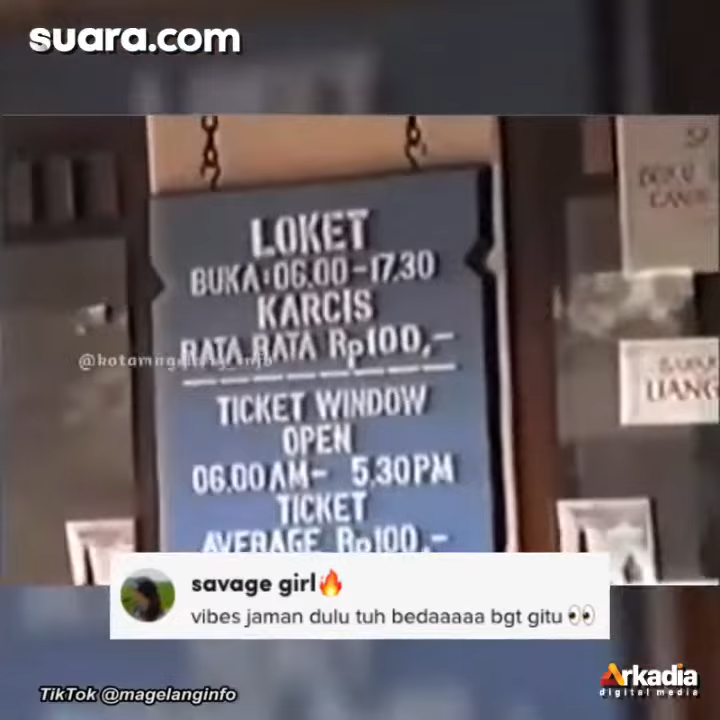 suara.com
LOKET
BUKA:06.00-17.30
KARCIS
RATA RATA Rp100,-
TICKET WINDOW
OPEN
06.00 AM- 5.30 PM
TICKET
AVERAGE Rp100,-
UANG
savage girl🔥
vibes jaman dulu tuh bedaaaaa bgt gitu 👀
TikTok @magelanginfo
Arkadia
digital media